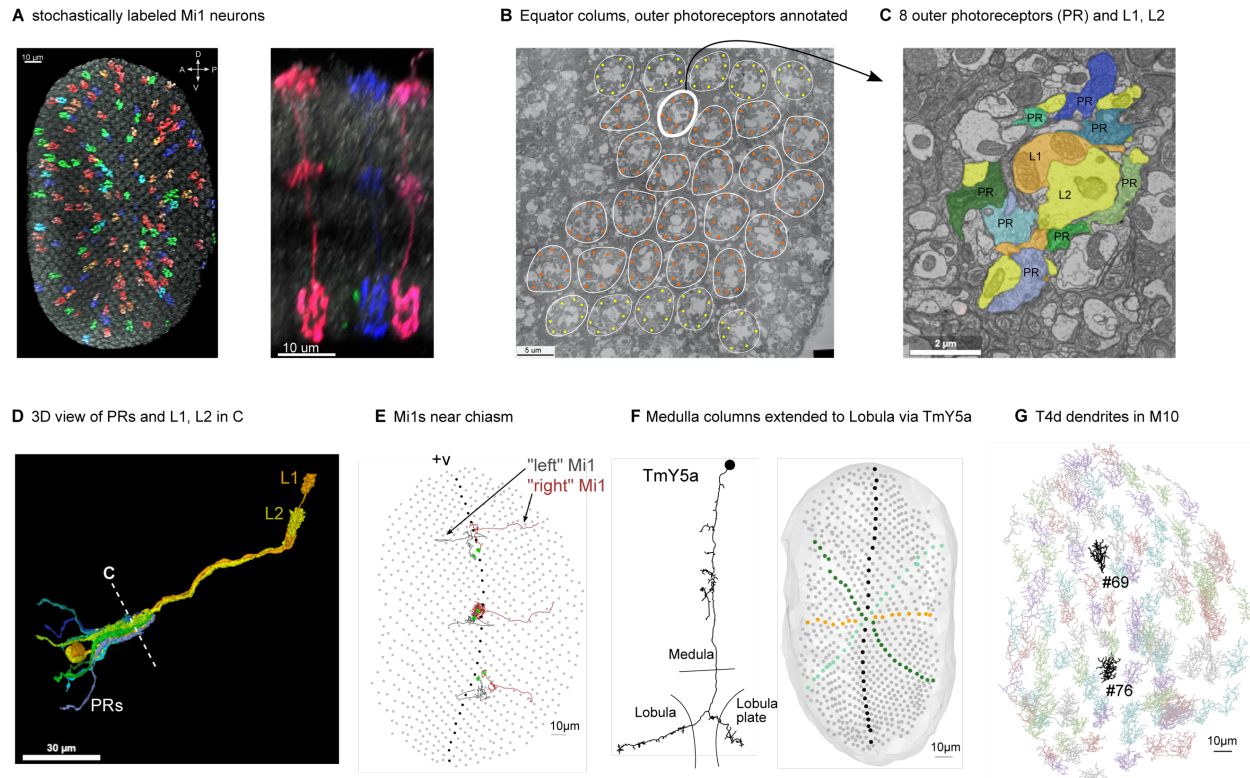 A stochastically labeled Mi1 neurons
10 µm
D
A
P
V
10 µm
B Equator colums, outer photoreceptors annotated
5 um
C 8 outer photoreceptors (PR) and L1, L2
PR
PR
PR
L1
PR
L2
PR
PR
PR
PR
2 µm
D 3D view of PRs and L1, L2 in C
L1
L2
C
PRs
30 µm
E Mi1s near chiasm
+v
"left" Mi1
"right" Mi1
10µm
F Medulla columns extended to Lobula via TmY5a
TmY5a
Medula
Lobula
Lobula
plate
10µm
G T4d dendrites in M10
#69
#76
10µm